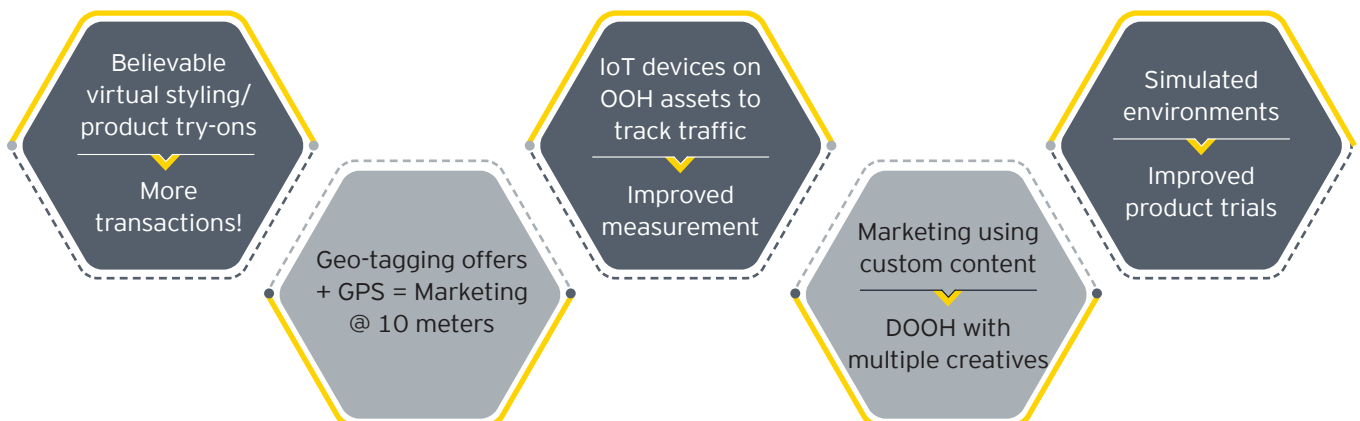 Believable
virtual styling/
product try-ons
More
transactions!
Geo-tagging offers
+ GPS = Marketing
@ 10 meters
IoT devices on
OOH assets to
track traffic
Improved
measurement
Marketing using
custom content
DOOH with
multiple creatives
Simulated
environments
Improved
product trials